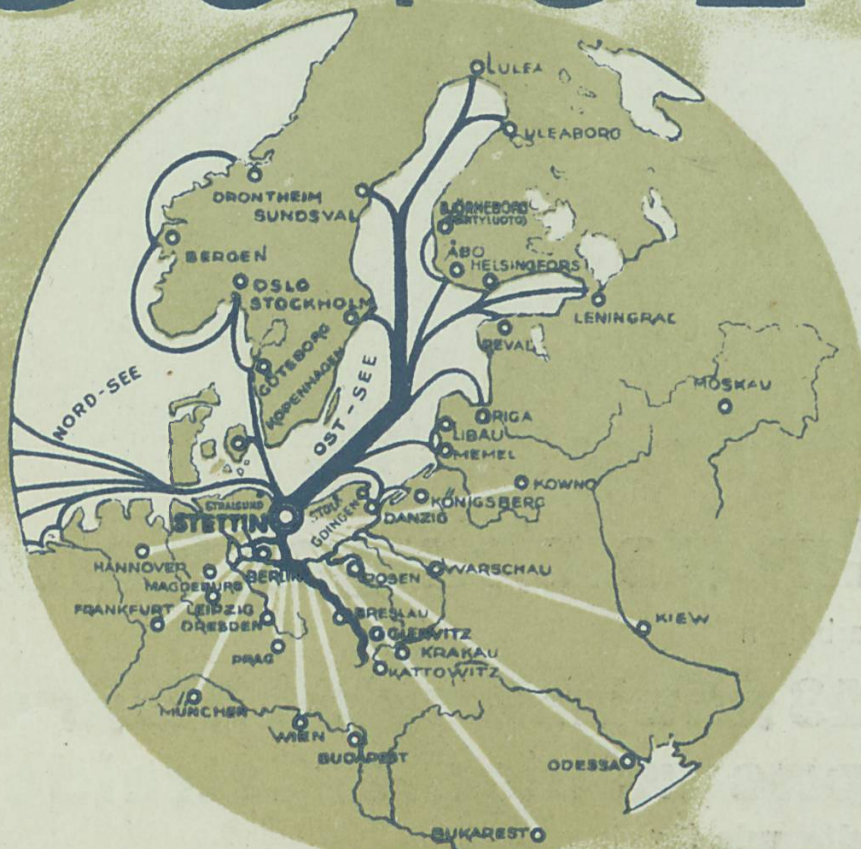 LULEA
ULEABORG
DRONTHEIM
SUNDSVAL
BJÖRNEBORG
BERGEN
ÅBO
HELSINGFORS
OSLO
STOCKHOLM
LENINGRAD
GÖTEBORG
REVAL
KOPENHAGEN
MOSKAU
NORD-SEE
OST-SEE
RIGA
LIBAU
MEMEL
KOWNO
KÖNIGSBERG
STRALSUND
STOLP
DANZIG
STETTIN
GDINGEN
HANNOVER
BERLIN
POSEN
WARSCHAU
MAGDEBURG
FRANKFURT
LEIPZIG
BRESLAU
KIEW
DRESDEN
GLEIWITZ
PRAG
KRAKAU
KATTOWITZ
MÜNCHEN
WIEN
BUDAPEST
ODESSA
BUKAREST